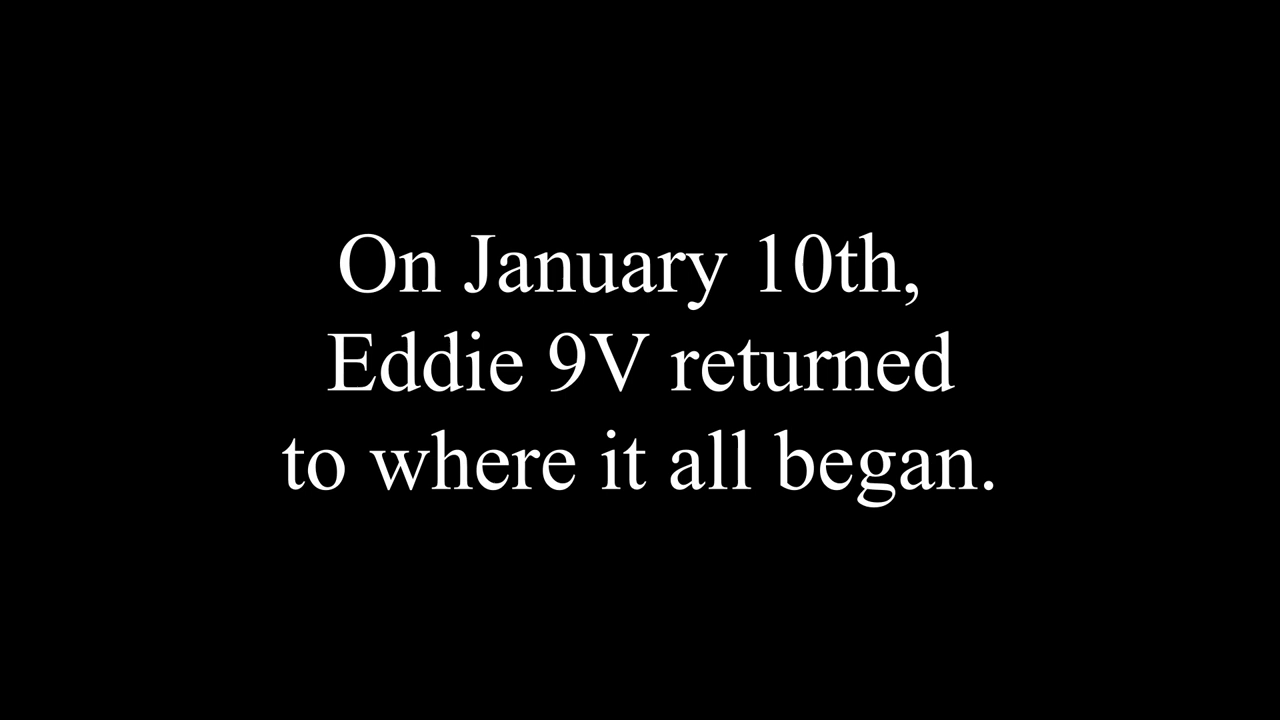 On January 10th,
Eddie 9V returned
to where it all began.